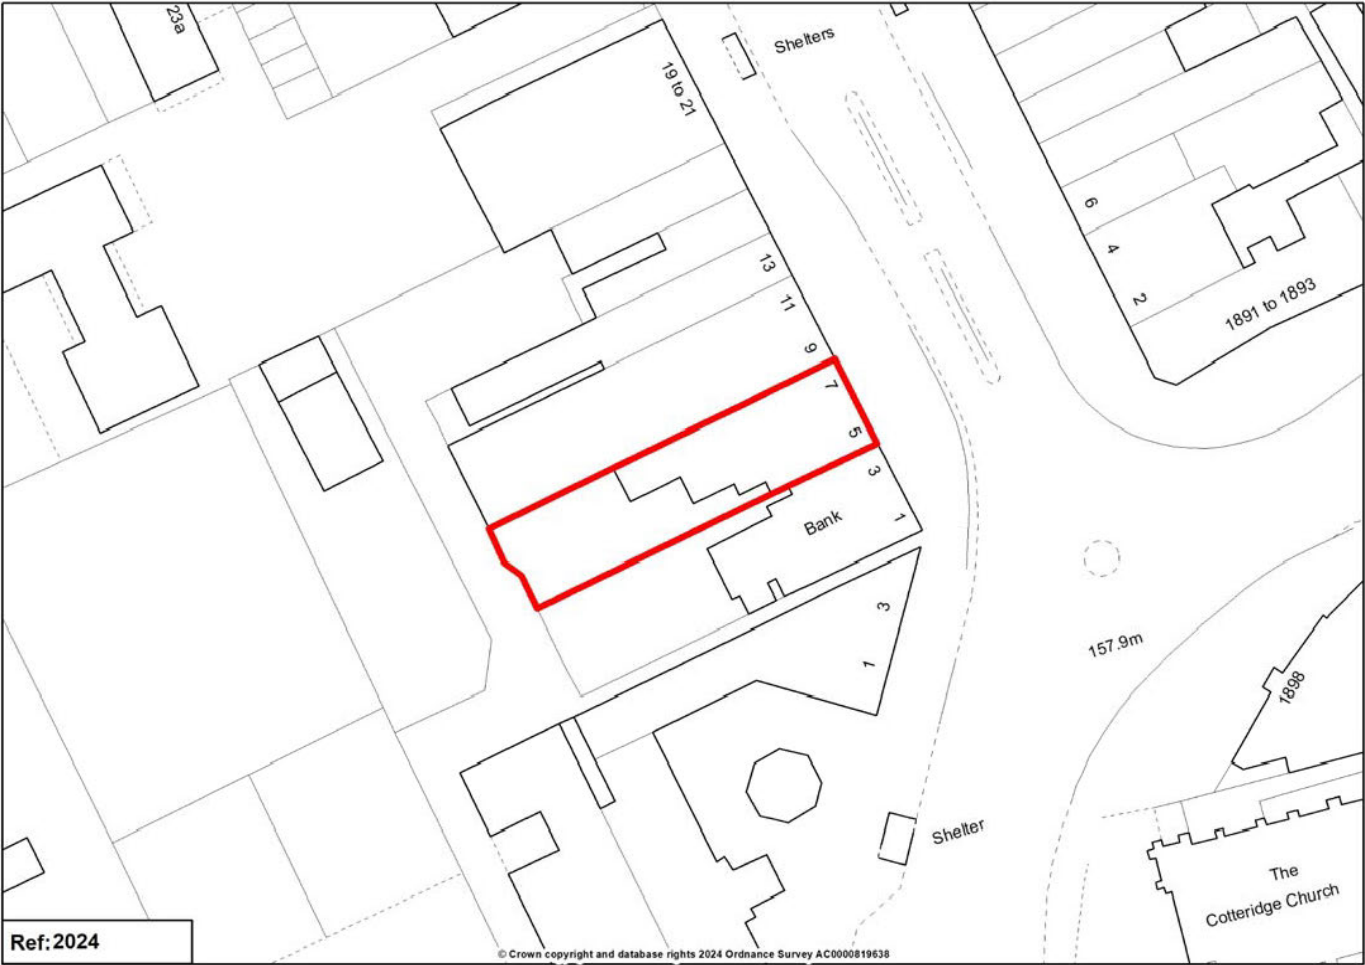 23a
Shelters
19 to 21
6
4
2
1891 to 1893
13
11
9
7
5
3
1
Bank
3
1
157.9m
1898
Shelter
The
Cotteridge Church
Ref:2024
© Crown copyright and database rights 2024 Ordnance Survey AC0000819638